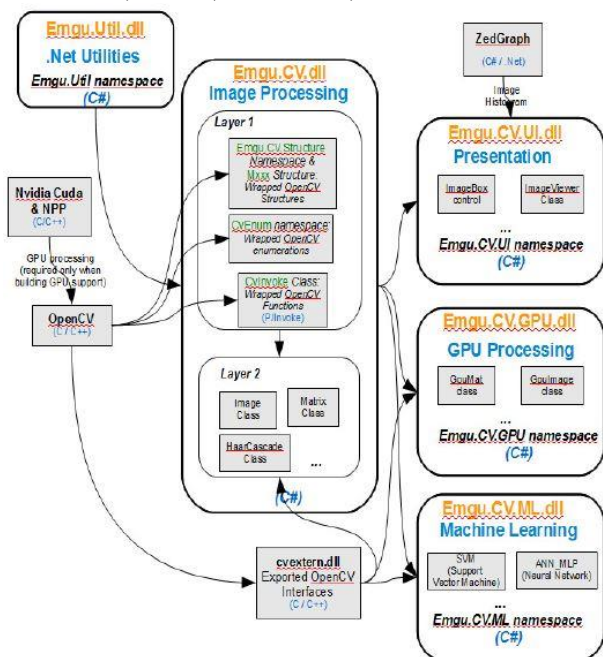 Emgu.Util.dll
.Net Utilities
Emgu.Util namespace
(C#)
ZedGraph
(C# / .Net)
Image
Histogram
Emgu.CV.dll
Image Processing
Layer 1
Emgu.CV.Structure
Namespace &
Mxxx Structure:
Wrapped OpenCV
Structures
CvEnum namespace:
Wrapped OpenCV
enumerations
CvInvoke Class:
Wrapped OpenCV
Functions
(P/Invoke)
Layer 2
Image
Class
Matrix
Class
HaarCascade
Class
...
(C#)
Nvidia Cuda
& NPP
(C/C++)
GPU processing
(required only when
building GPU support)
OpenCV
(C / C++)
cvextern.dll
Exported OpenCV
Interfaces
(C / C++)
Emgu.CV.UI.dll
Presentation
ImageBox
control
ImageViewer
Class
...
Emgu.CV.UI namespace
(C#)
Emgu.CV.GPU.dll
GPU Processing
GpuMat
class
GpuImage
class
...
Emgu.CV.GPU namespace
(C#)
Emgu.CV.ML.dll
Machine Learning
SVM
(Support
Vector Machine)
ANN_MLP
(Neural Network)
...
Emgu.CV.ML namespace
(C#)